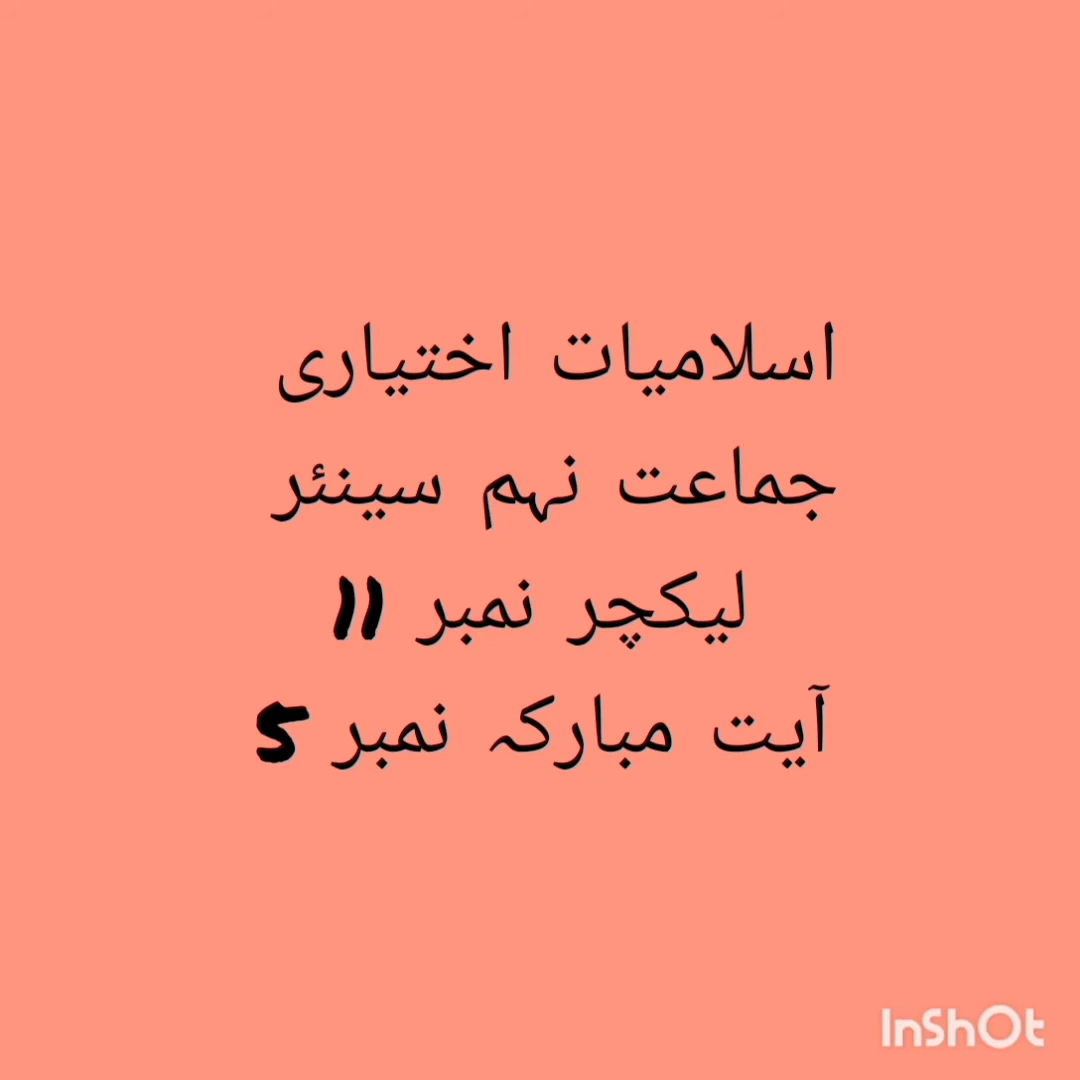 اسلامیات اختیاری
جماعت نہم سینئر
لیکچر نمبر 11
آیت مبارکہ نمبر 5
InShOt